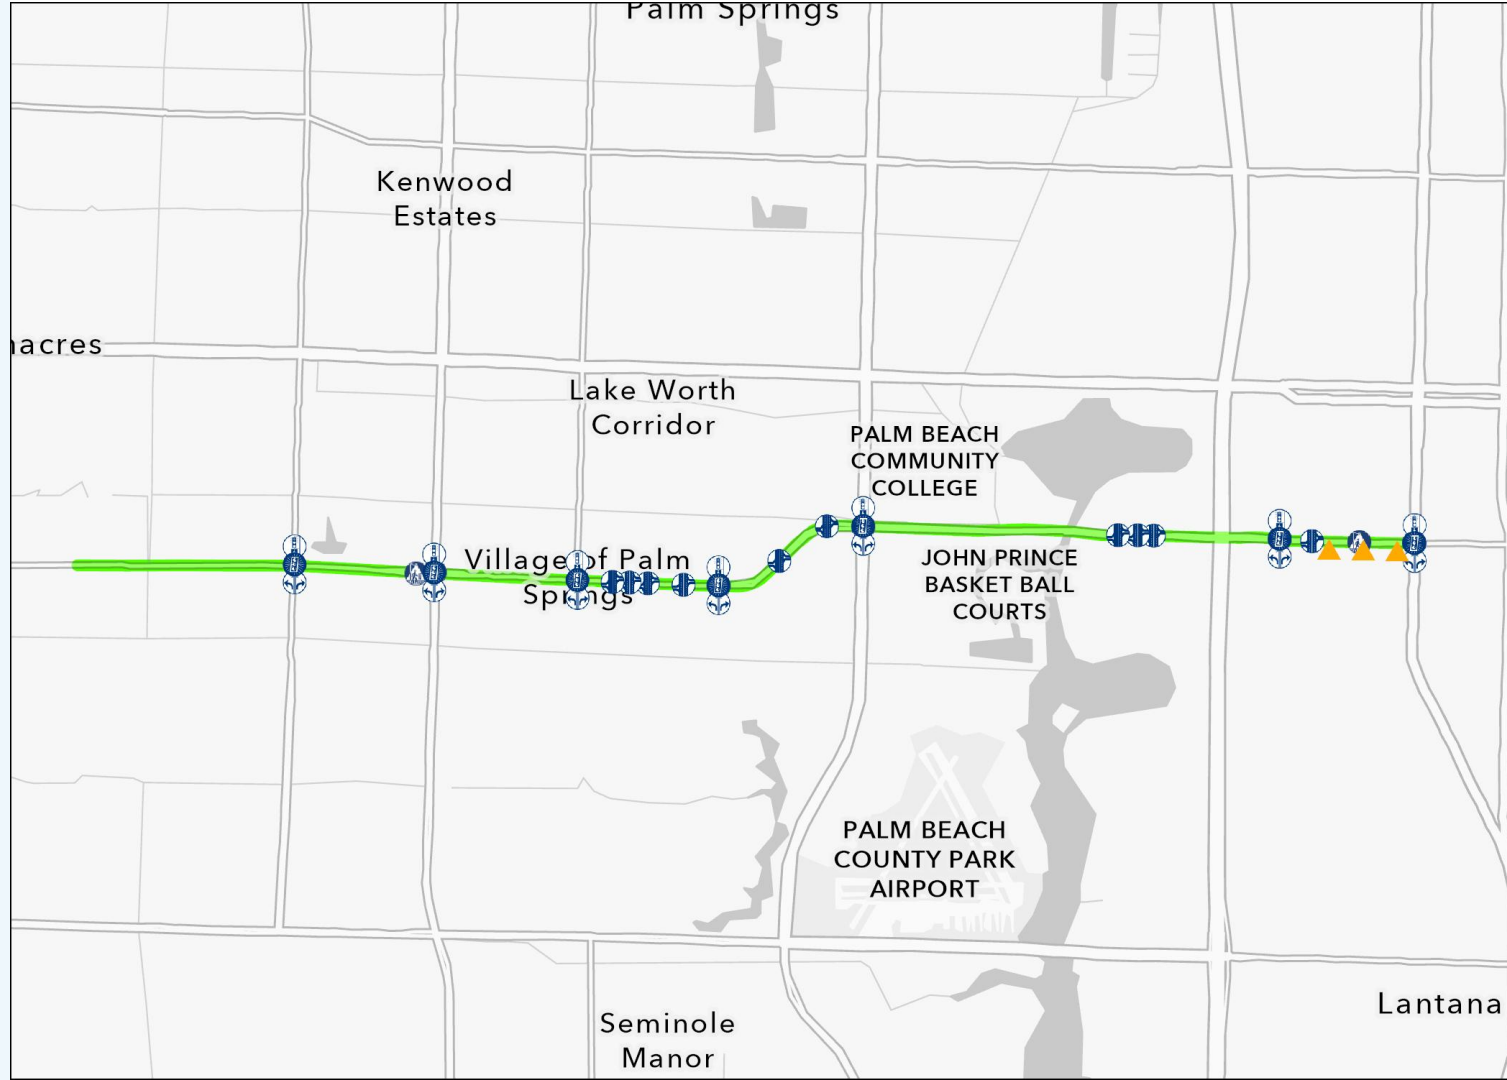 Palm Springs
Kenwood
Estates
nacres
Lake Worth
Corridor
PALM BEACH
COMMUNITY
COLLEGE
Village of Palm
Springs
JOHN PRINCE
BASKET BALL
COURTS
PALM BEACH
COUNTY PARK
AIRPORT
Lantana
Seminole
Manor